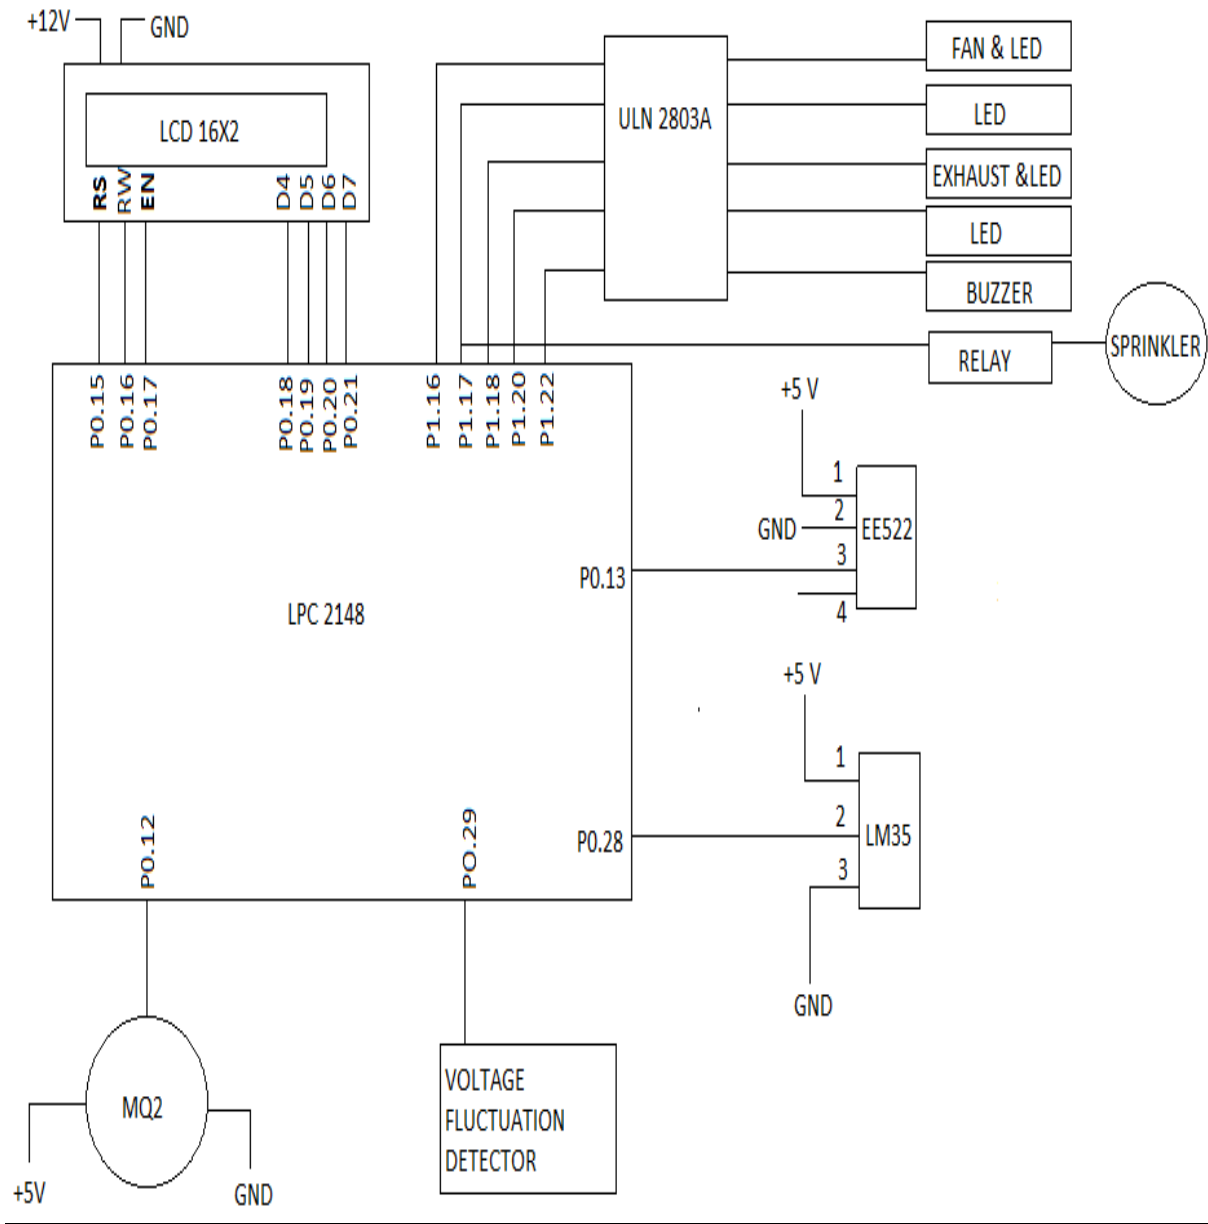 +12V
GND
LCD 16X2
RS
RW
EN
D4
D5
D6
D7
ULN 2803A
FAN & LED
LED
EXHAUST &LED
LED
BUZZER
RELAY
SPRINKLER
P0.15
P0.16
P0.17
P0.18
P0.19
P0.20
P0.21
P1.16
P1.17
P1.18
P1.20
P1.22
+5 V
1
2
GND
EE522
3
4
P0.13
LPC 2148
+5 V
1
2
LM35
3
P0.28
GND
P0.12
PO.29
MQ2
+5V
GND
VOLTAGE
FLUCTUATION
DETECTOR